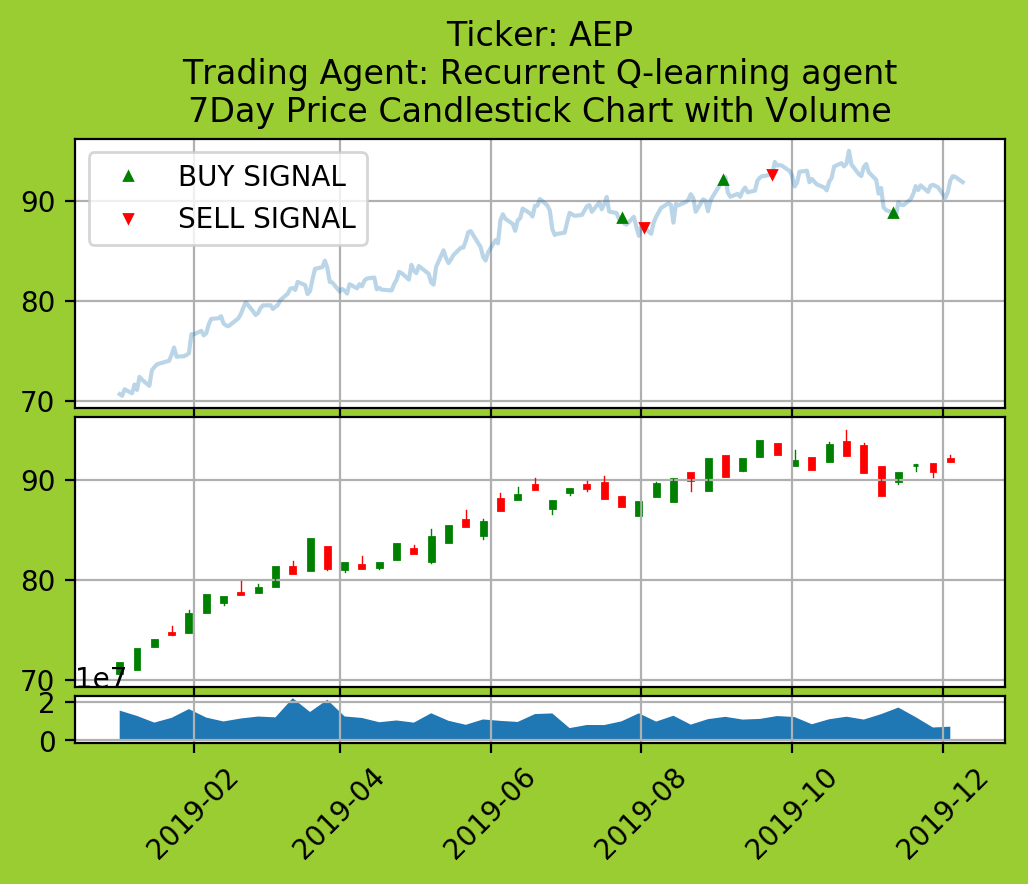 Ticker: AEP
Trading Agent: Recurrent Q-learning agent
7Day Price Candlestick Chart with Volume
BUY SIGNAL
SELL SIGNAL
90
80
70
90
80
70
1e7
2
0
2019-02
2019-04
2019-06
2019-08
2019-10
2019-12